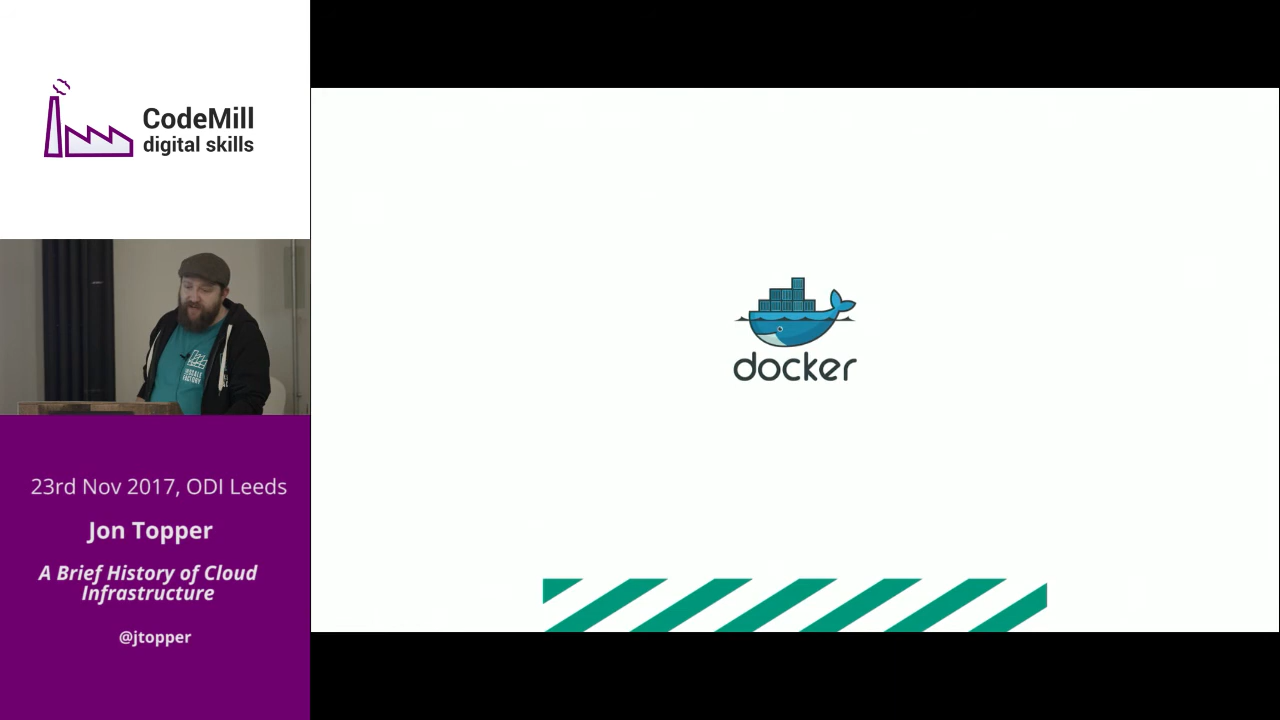 CodeMill
digital skills
23rd Nov 2017, ODI Leeds
Jon Topper
A Brief History of Cloud
Infrastructure
@jtopper
docker